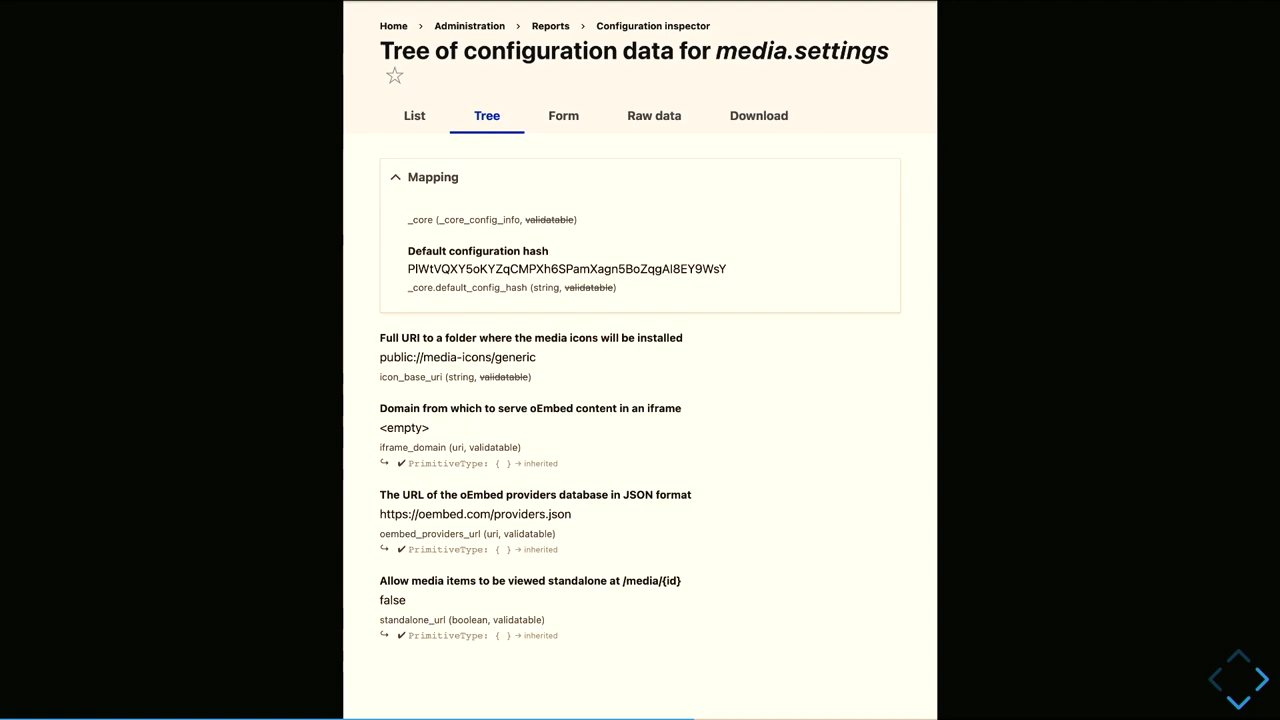 Home › Administration › Reports › Configuration inspector
Tree of configuration data for media.settings
☆
List Tree Form Raw data Download
Mapping
_core (_core_config_info, validatable)
Default configuration hash
PlWtVQXY5oKYZqCMPXh6SPamXagn5BoZqgAl8EY9WsY
_core.default_config_hash (string, validatable)
Full URI to a folder where the media icons will be installed
public://media-icons/generic
icon_base_uri (string, validatable)
Domain from which to serve oEmbed content in an iframe
<empty>
iframe_domain (uri, validatable)
↪ ✔ PrimitiveType: { } → inherited
The URL of the oEmbed providers database in JSON format
https://oembed.com/providers.json
oembed_providers_url (uri, validatable)
↪ ✔ PrimitiveType: { } → inherited
Allow media items to be viewed standalone at /media/{id}
false
standalone_url (boolean, validatable)
↪ ✔ PrimitiveType: { } → inherited